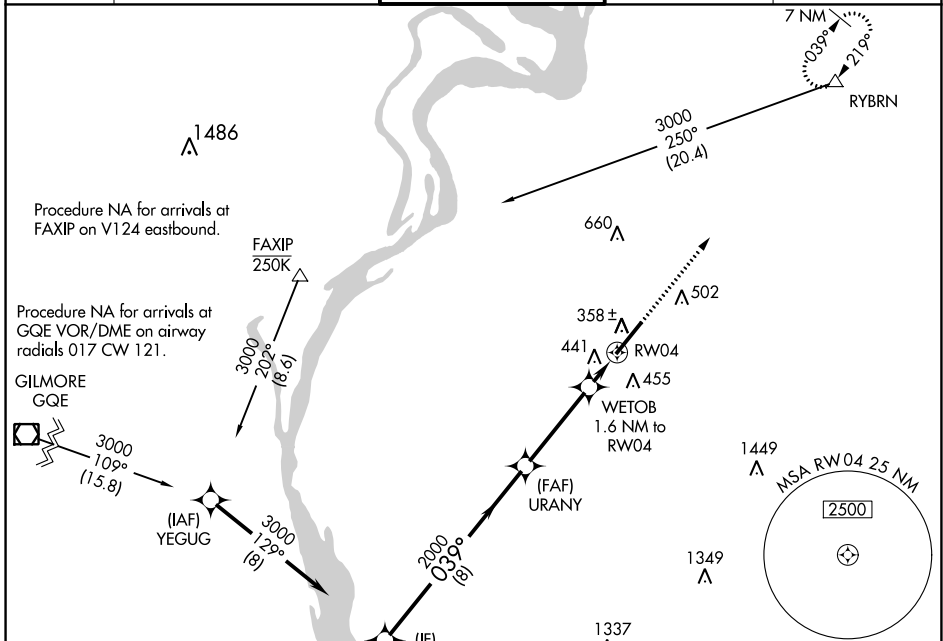 7 NM
039°
219°
RYBRN
3000
250°
(20.4)
1486
Procedure NA for arrivals at
FAXIP on V124 eastbound.
660
FAXIP
250K
502
Procedure NA for arrivals at
GQE VOR/DME on airway
radials 017 CW 121.
358 ±
441
RW04
3000
202°
(8.6)
455
GILMORE
GQE
WETOB
1.6 NM to
RW04
3000
109°
(15.8)
1449
MSA RW 04 25 NM
2500
(FAF)
URANY
(IAF)
YEGUG
3000
129°
(8)
2000
039°
(8)
1349
1337
(IF)